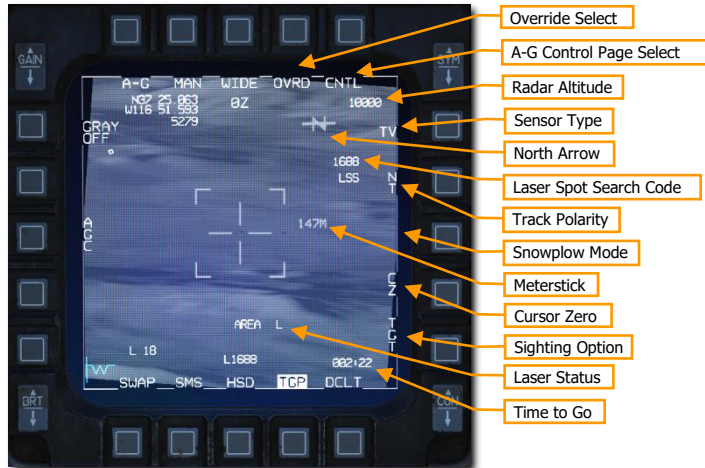 Override Select
A-G Control Page Select
Radar Altitude
Sensor Type
North Arrow
Laser Spot Search Code
Track Polarity
Snowplow Mode
Meterstick
Cursor Zero
Sighting Option
Laser Status
Time to Go
GAIN
SYM
A-G MAN WIDE OVRD CNTL
N37 25.063
0Z
10000
W116 51.593
5279
GRAY
OFF
N
TV
1688
LSS
N
T
A
G
C
147M
C
Z
AREA L
T
G
T
L 18
L1688
002:22
SWAP SMS HSD TGP DCLT
BRT
CON